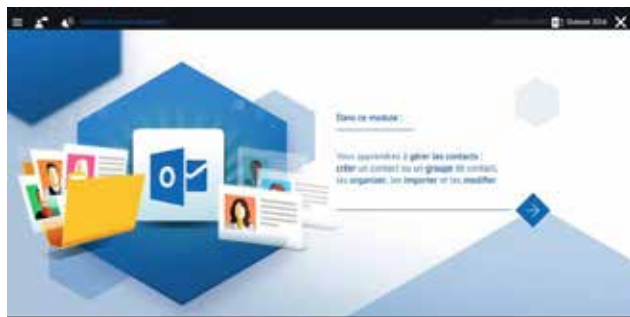 Outlook 2016
Dans ce module :
Vous apprendrez à gérer les contacts :
créer un contact ou un groupe de contact,
les organiser, les importer et les modifier